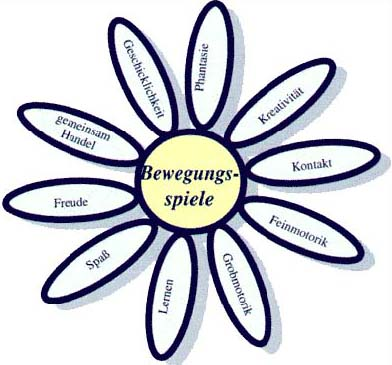 Bewegungs-
spiele
Phantasie
Kreativität
Kontakt
Feinmotorik
Grobmotorik
Lernen
Spaß
Freude
gemeinsam
Handel
Geschicklichkeit